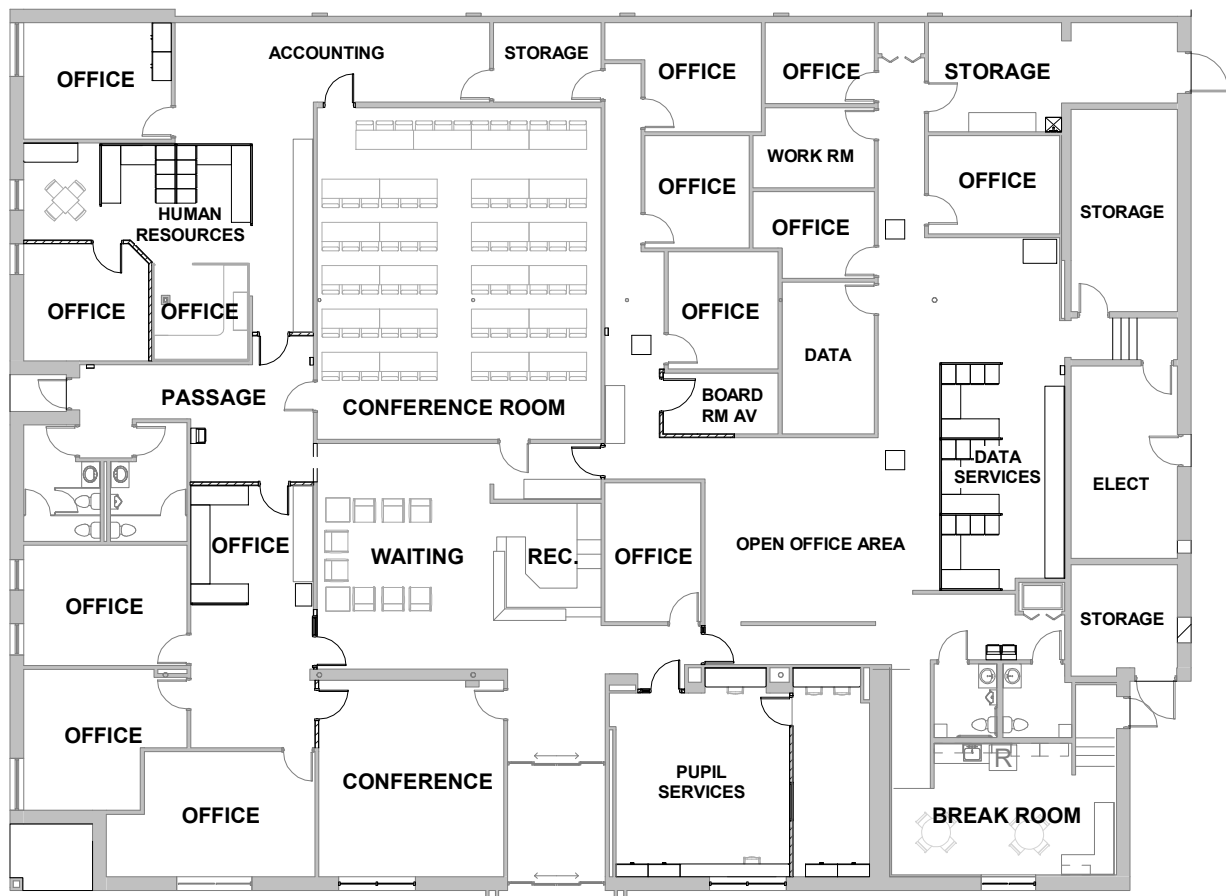 ACCOUNTING
STORAGE
OFFICE
OFFICE
OFFICE
STORAGE
WORK RM
OFFICE
OFFICE
STORAGE
HUMAN
RESOURCES
OFFICE
OFFICE
OFFICE
OFFICE
DATA
PASSAGE
CONFERENCE ROOM
BOARD
RM AV
DATA
SERVICES
ELECT
OFFICE
WAITING
REC.
OFFICE
OPEN OFFICE AREA
OFFICE
STORAGE
OFFICE
CONFERENCE
PUPIL
SERVICES
R
OFFICE
BREAK ROOM